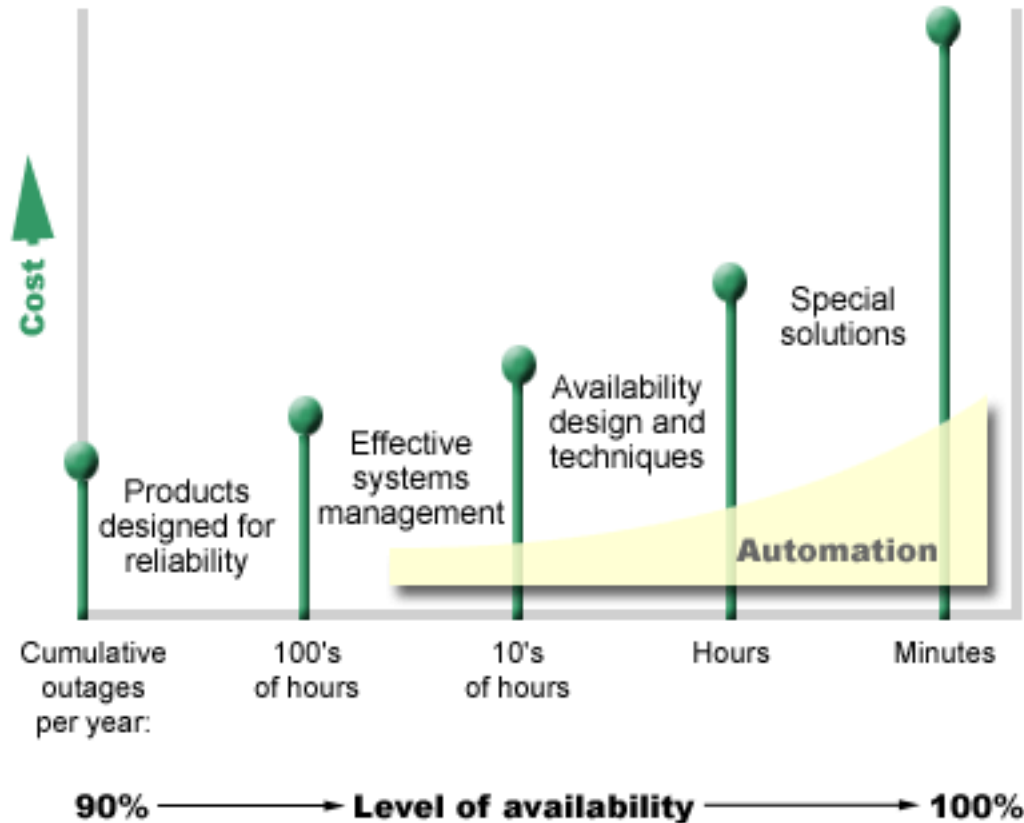 Cost
Special
solutions
Availability
design and
techniques
Effective
systems
management
Products
designed for
reliability
Automation
Cumulative
outages
per year:
100's
of hours
10's
of hours
Hours
Minutes
90% Level of availability 100%